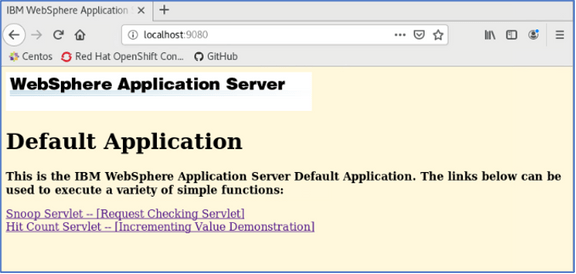 IBM WebSphere Application S
localhost:9080
Centos
Red Hat OpenShift Con...
GitHub
WebSphere Application Server
Default Application
This is the IBM WebSphere Application Server Default Application. The links below can be
used to execute a variety of simple functions:
Snoop Servlet -- [Request Checking Servlet]
Hit Count Servlet -- [Incrementing Value Demonstration]